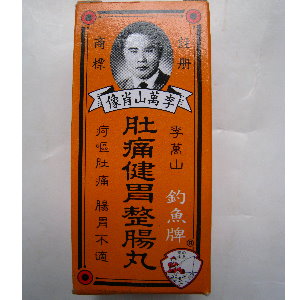 註冊
商標
李萬山肖像
李萬山
釣魚牌
肚痛健胃整腸丸
痾嘔肚痛 腸胃不適